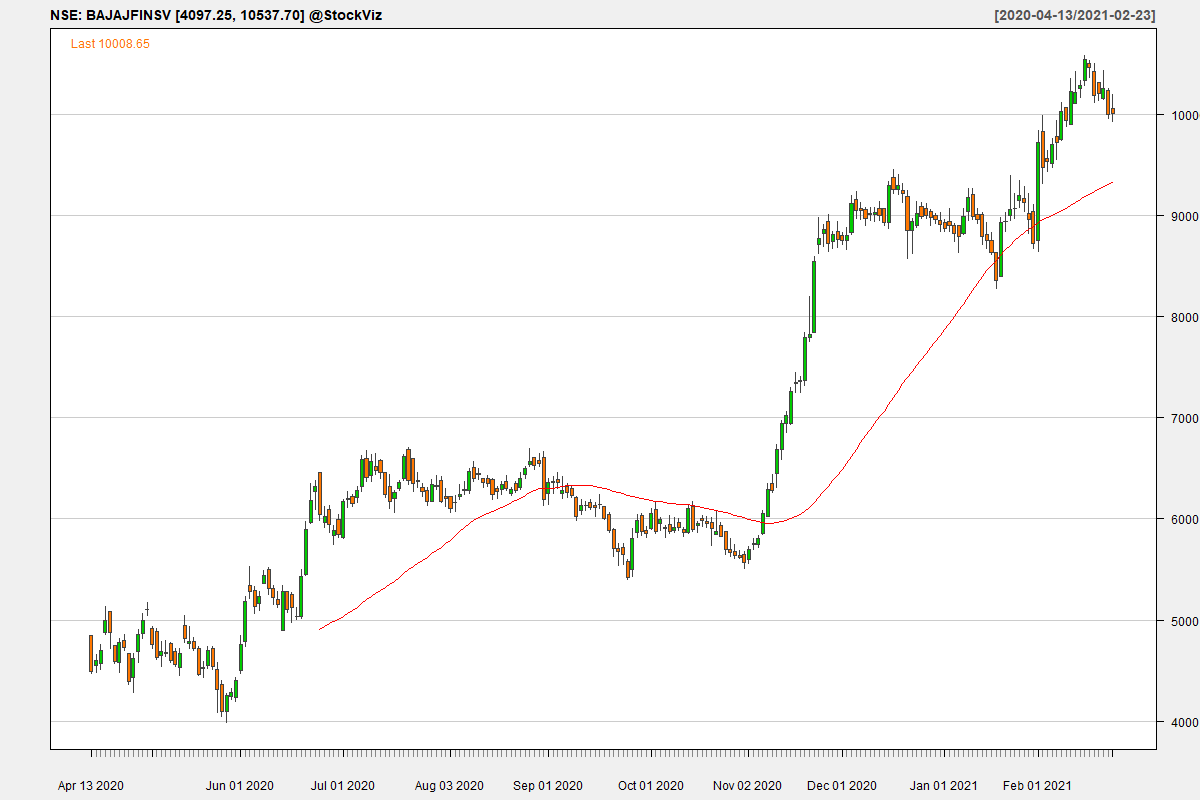 NSE: BAJAJFINSV [4097.25, 10537.70] @StockViz
[2020-04-13/2021-02-23]
Last 10008.65
1000
9000
8000
7000
6000
5000
4000
Apr 13 2020 Jun 01 2020 Jul 01 2020 Aug 03 2020 Sep 01 2020 Oct 01 2020 Nov 02 2020 Dec 01 2020 Jan 01 2021 Feb 01 2021